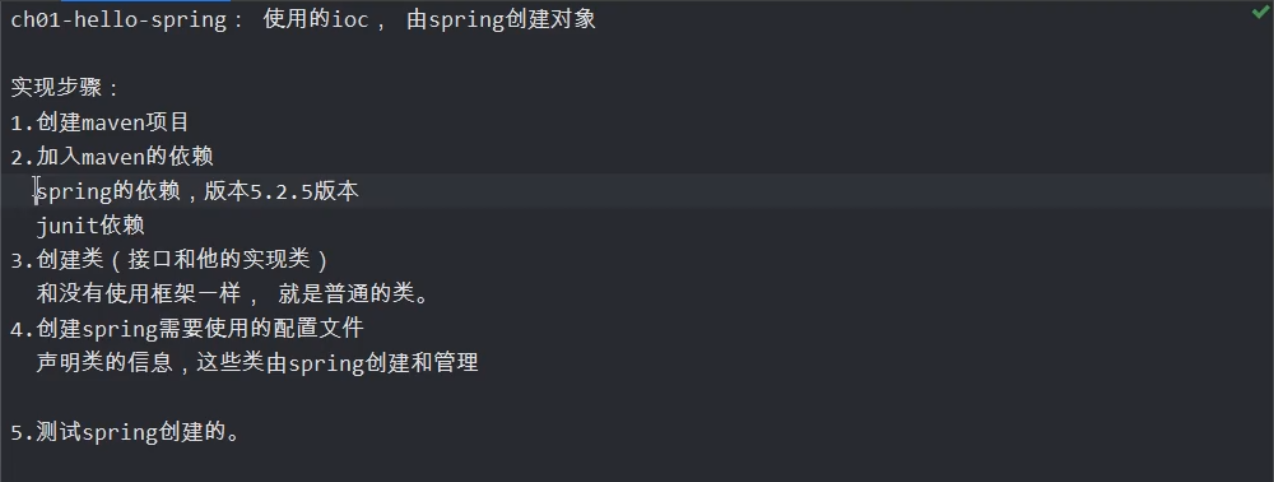 ch01-hello-spring： 使用的ioc， 由spring创建对象
实现步骤：
1.创建maven项目
2.加入maven的依赖
spring的依赖，版本5.2.5版本
junit依赖
3.创建类（接口和他的实现类）
和没有使用框架一样， 就是普通的类。
4.创建spring需要使用的配置文件
声明类的信息，这些类由spring创建和管理
5.测试spring创建的。